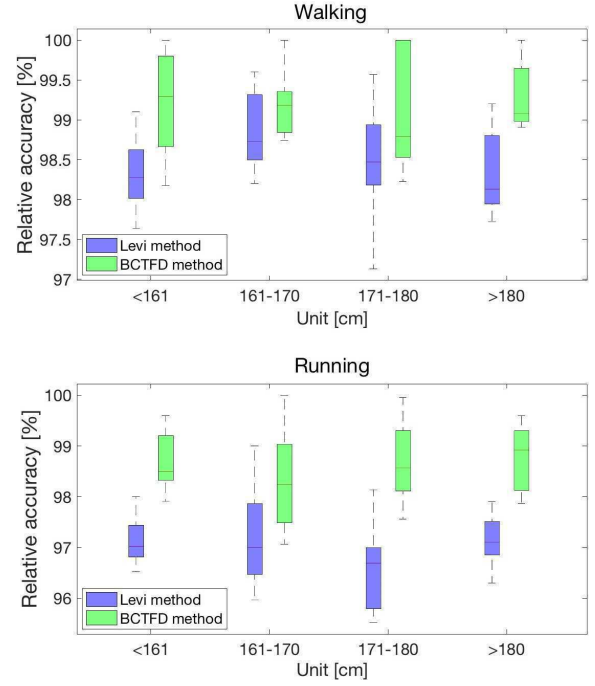 Walking
Relative accuracy [%]
100
99.5
99
98.5
98
97.5
97
Levi method
BCTFD method
<161 161-170 171-180 >180
Unit [cm]
Running
Relative accuracy [%]
100
99
98
97
96
Levi method
BCTFD method
<161 161-170 171-180 >180
Unit [cm]